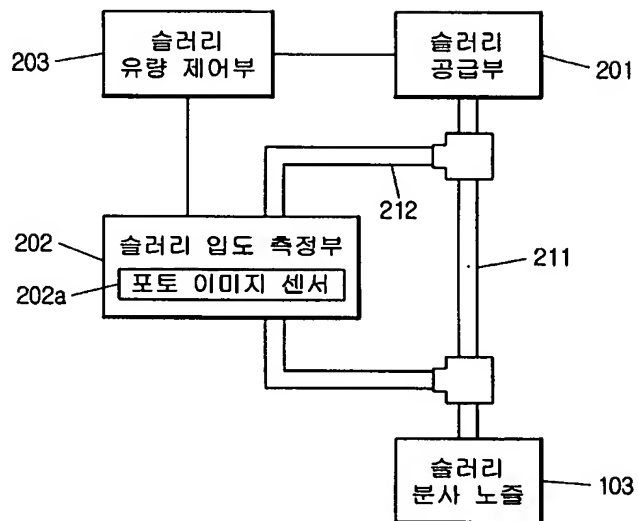 203
슬러리
유량 제어부
슬러리
공급부
201
212
202
슬러리 입도 측정부
202a
포토 이미지 센서
211
슬러리
분사 노즐
103